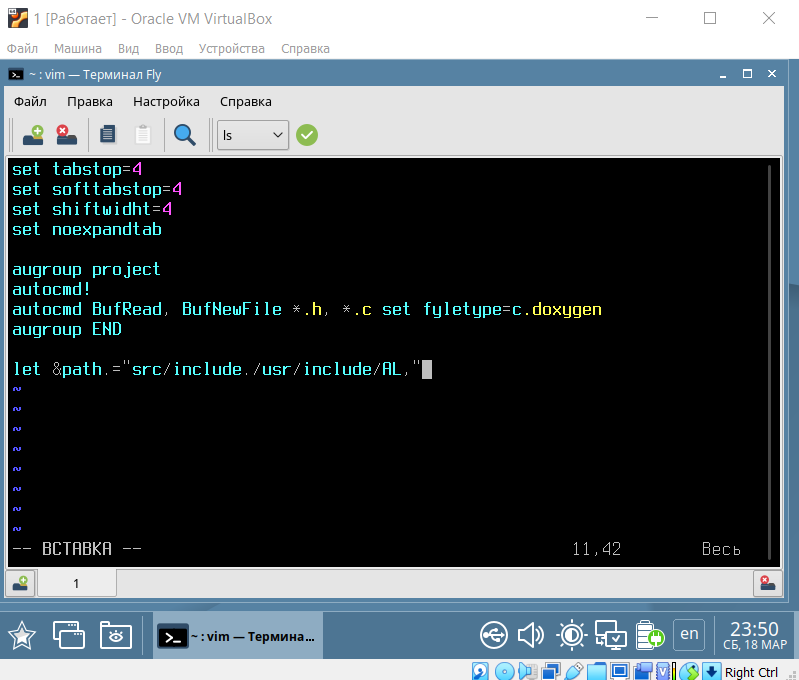 1 [Работает] - Oracle VM VirtualBox
Файл Машина Вид Ввод Устройства Справка
~ : vim — Терминал Fly
Файл Правка Настройка Справка
ls
set tabstop=4
set softtabstop=4
set shiftwidht=4
set noexpandtab
augroup project
autocmd!
autocmd BufRead, BufNewFile *.h, *.c set fyletype=c.doxygen
augroup END
let &path.="src/include./usr/include/AL,"
~
~
~
~
~
~
~
~
-- ВСТАВКА -- 11,42 Весь
1
~ : vim — Термина...
en
23:50
СБ, 18 МАР
Right Ctrl